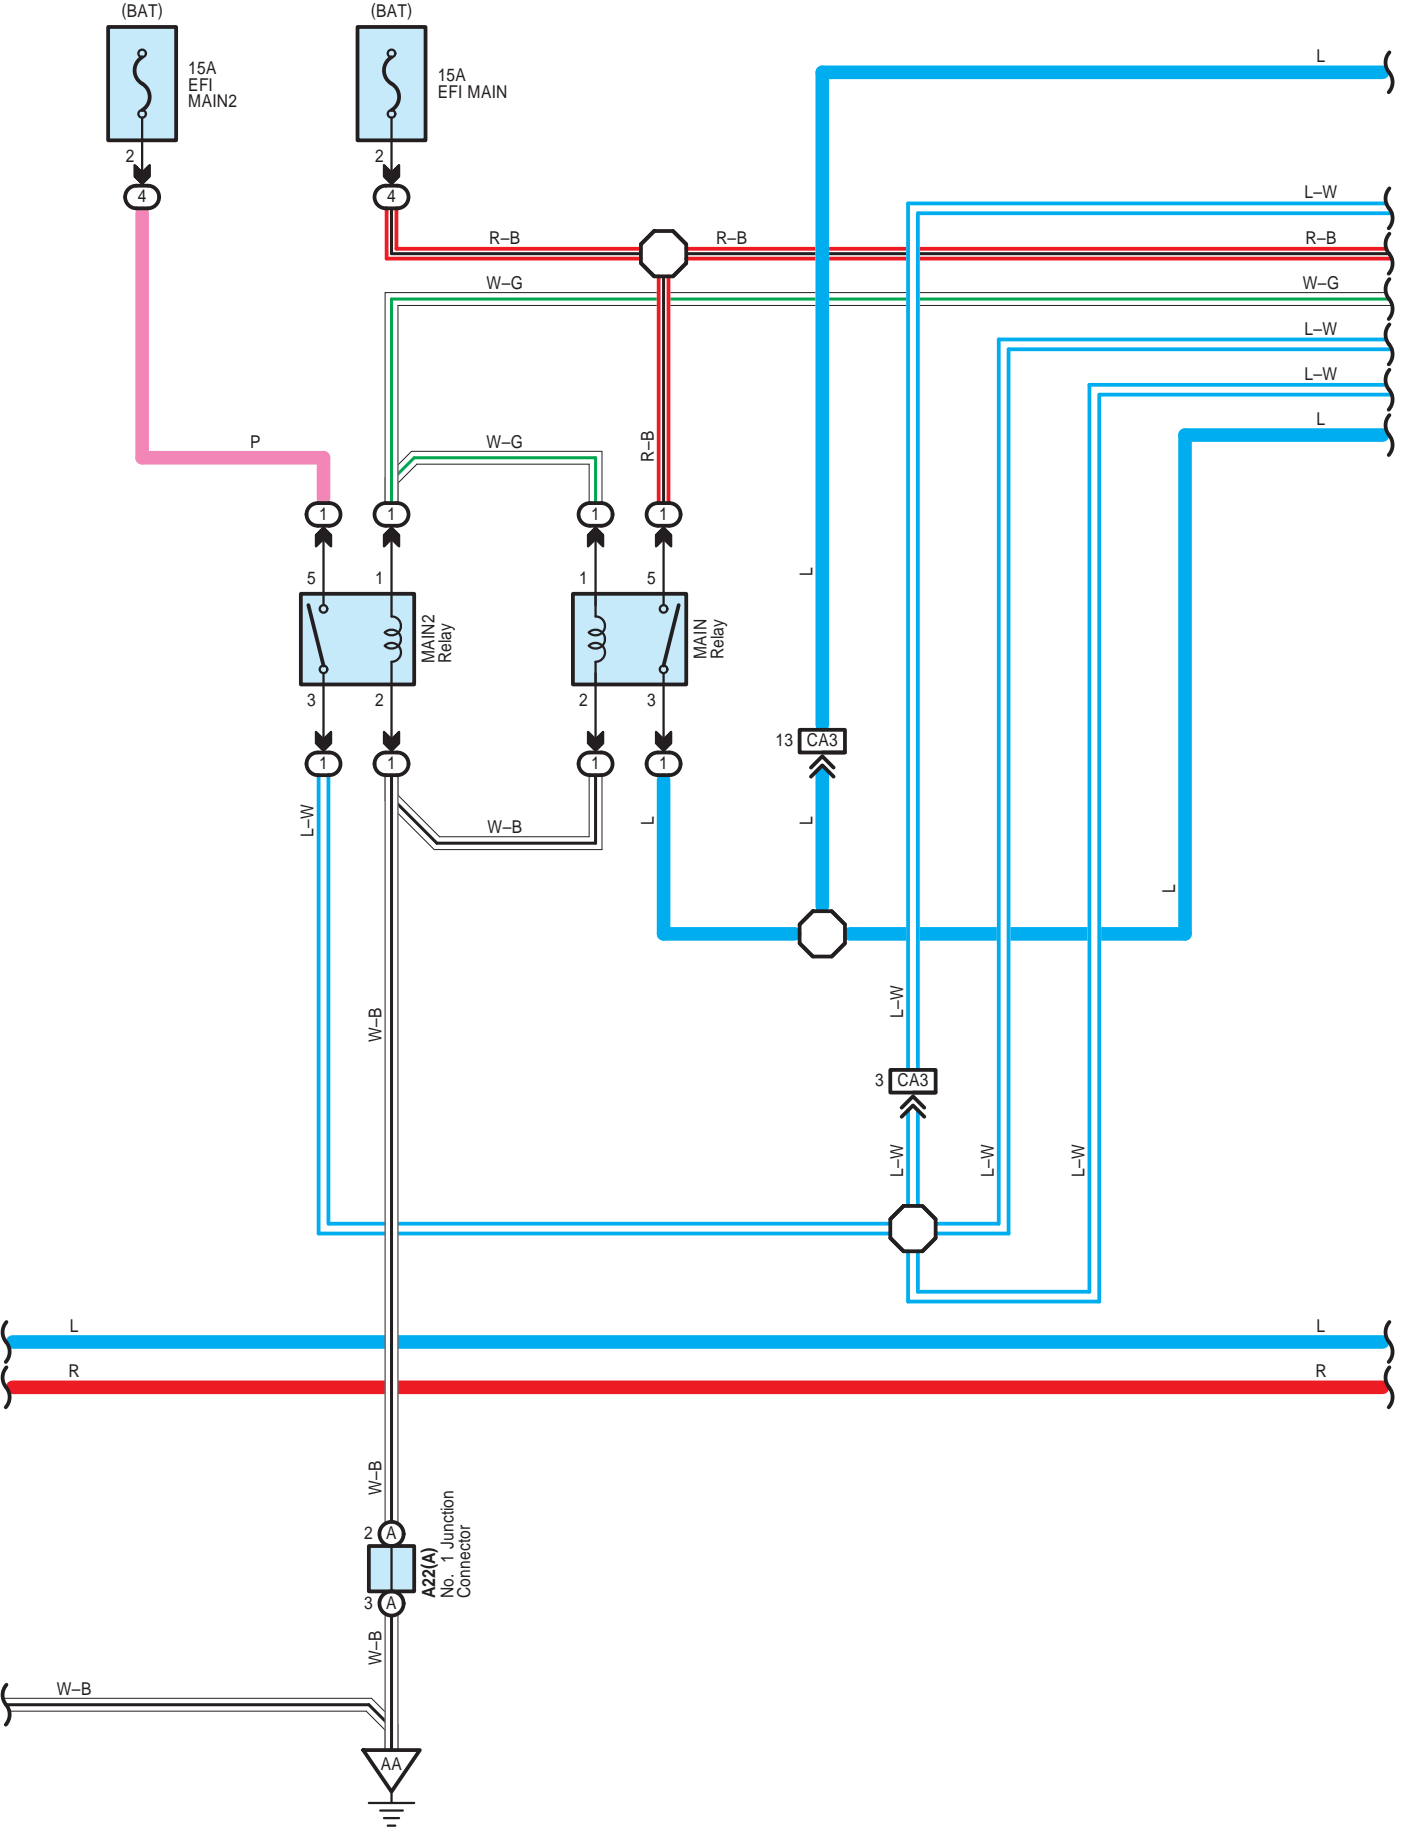 (BAT)
(BAT)
15A
EFI
MAIN2
15A
EFI MAIN
L
2
2
4
4
L–W
R–B
R–B
R–B
W–G
W–G
L–W
L–W
L
P
W–G
R–B
1
1
1
1
5
1
1
5
L
MAIN2
Relay
MAIN
Relay
3
2
2
3
13
CA3
1
1
1
1
L–W
W–B
L
L
L
W–B
L–W
3
CA3
L–W
L–W
L–W
L
L
R
R
W–B
2
A
A22(A)
No. 1 Junction
Connector
3
A
W–B
W–B
AA